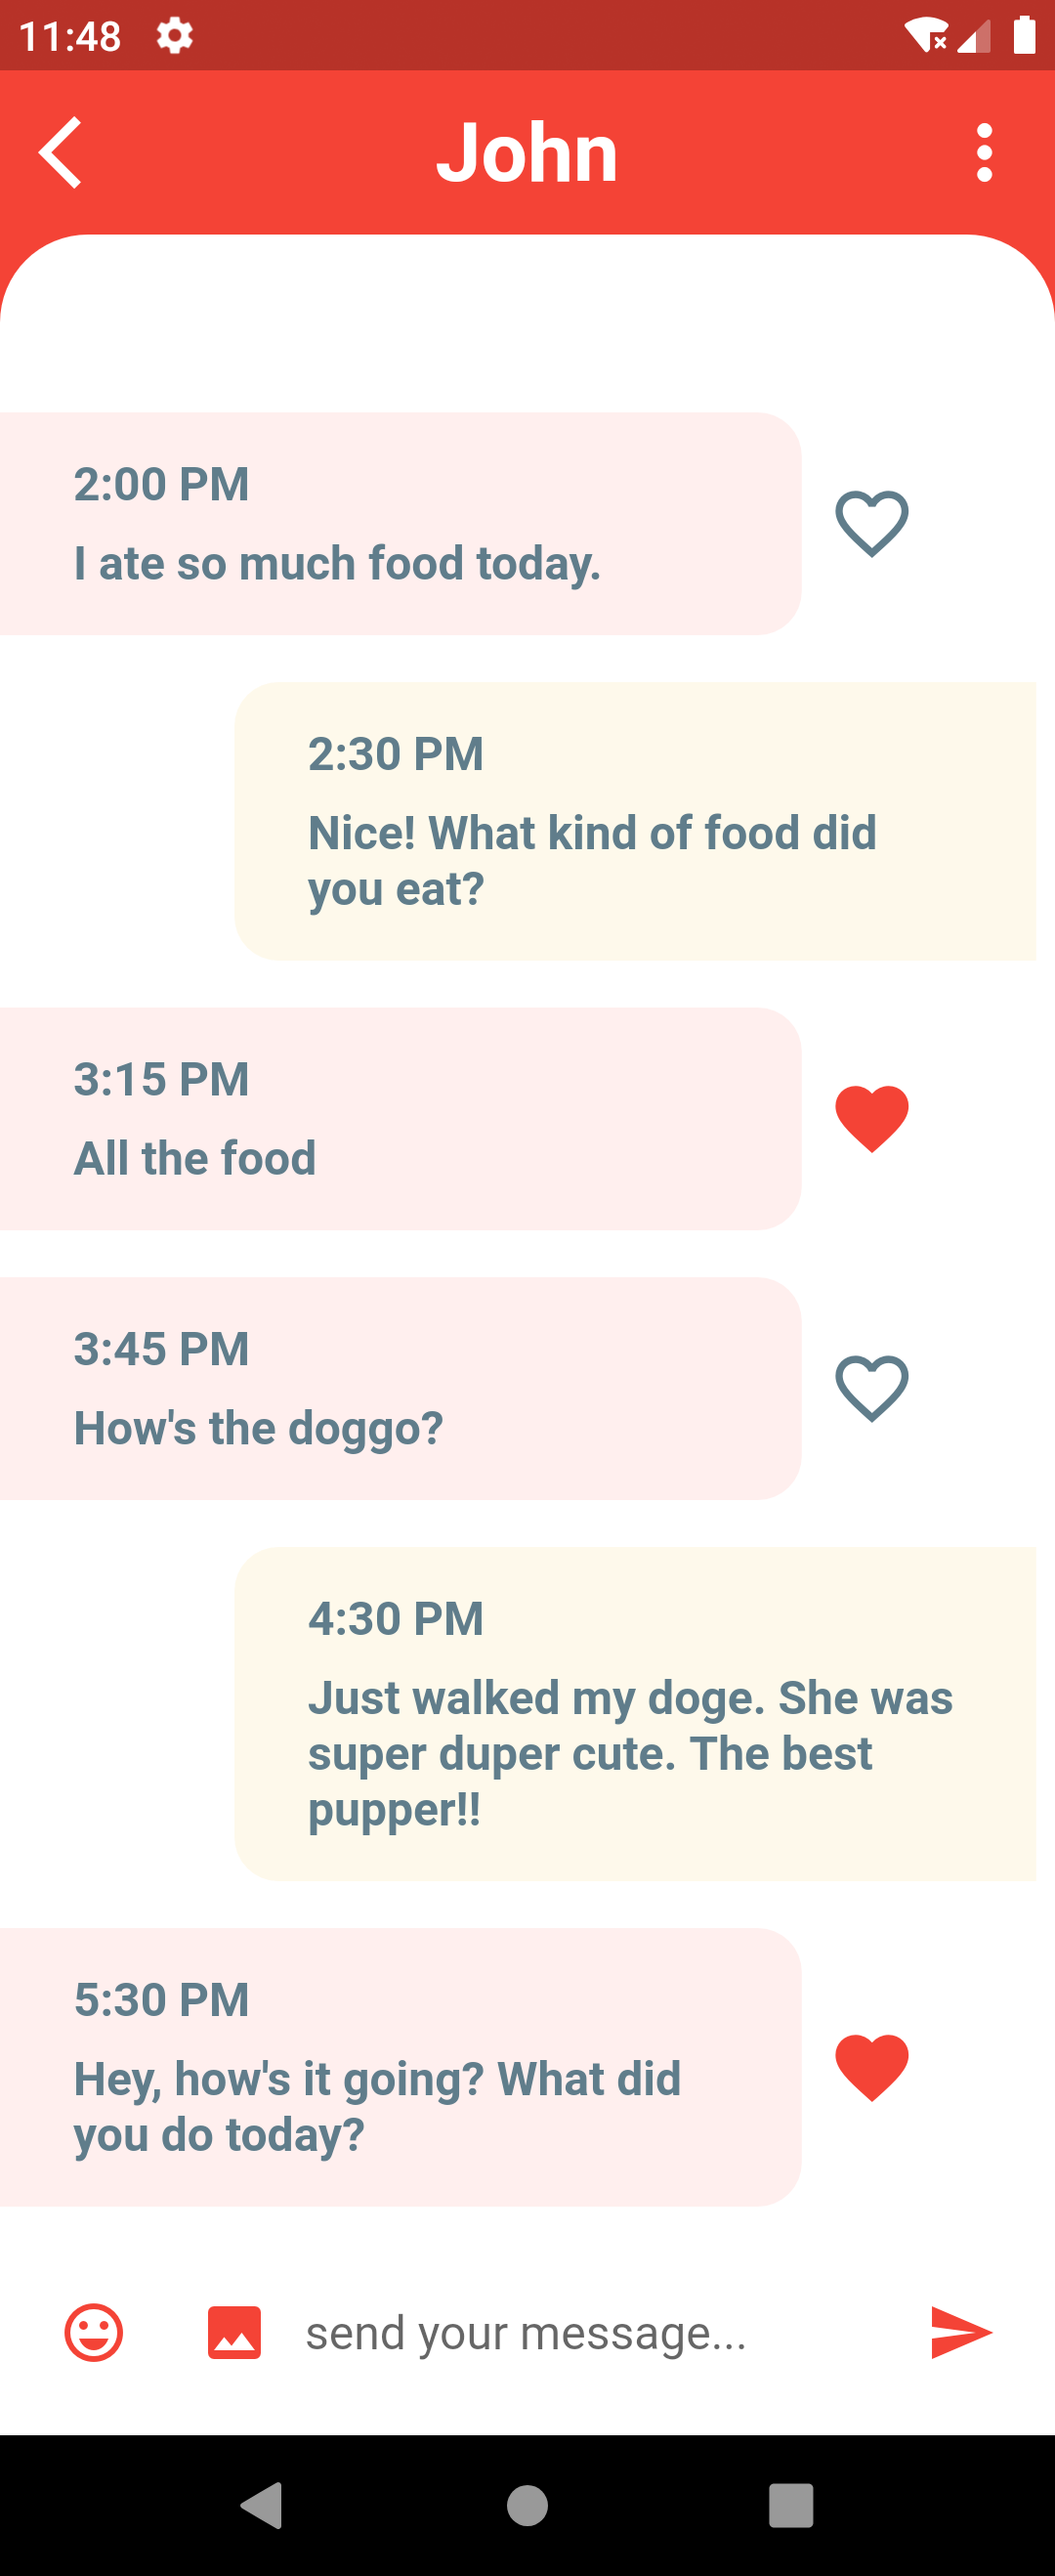 11:48
John
2:00 PM
I ate so much food today.
2:30 PM
Nice! What kind of food did
you eat?
3:15 PM
All the food
3:45 PM
How's the doggo?
4:30 PM
Just walked my doge. She was
super duper cute. The best
pupper!!
5:30 PM
Hey, how's it going? What did
you do today?
send your message...